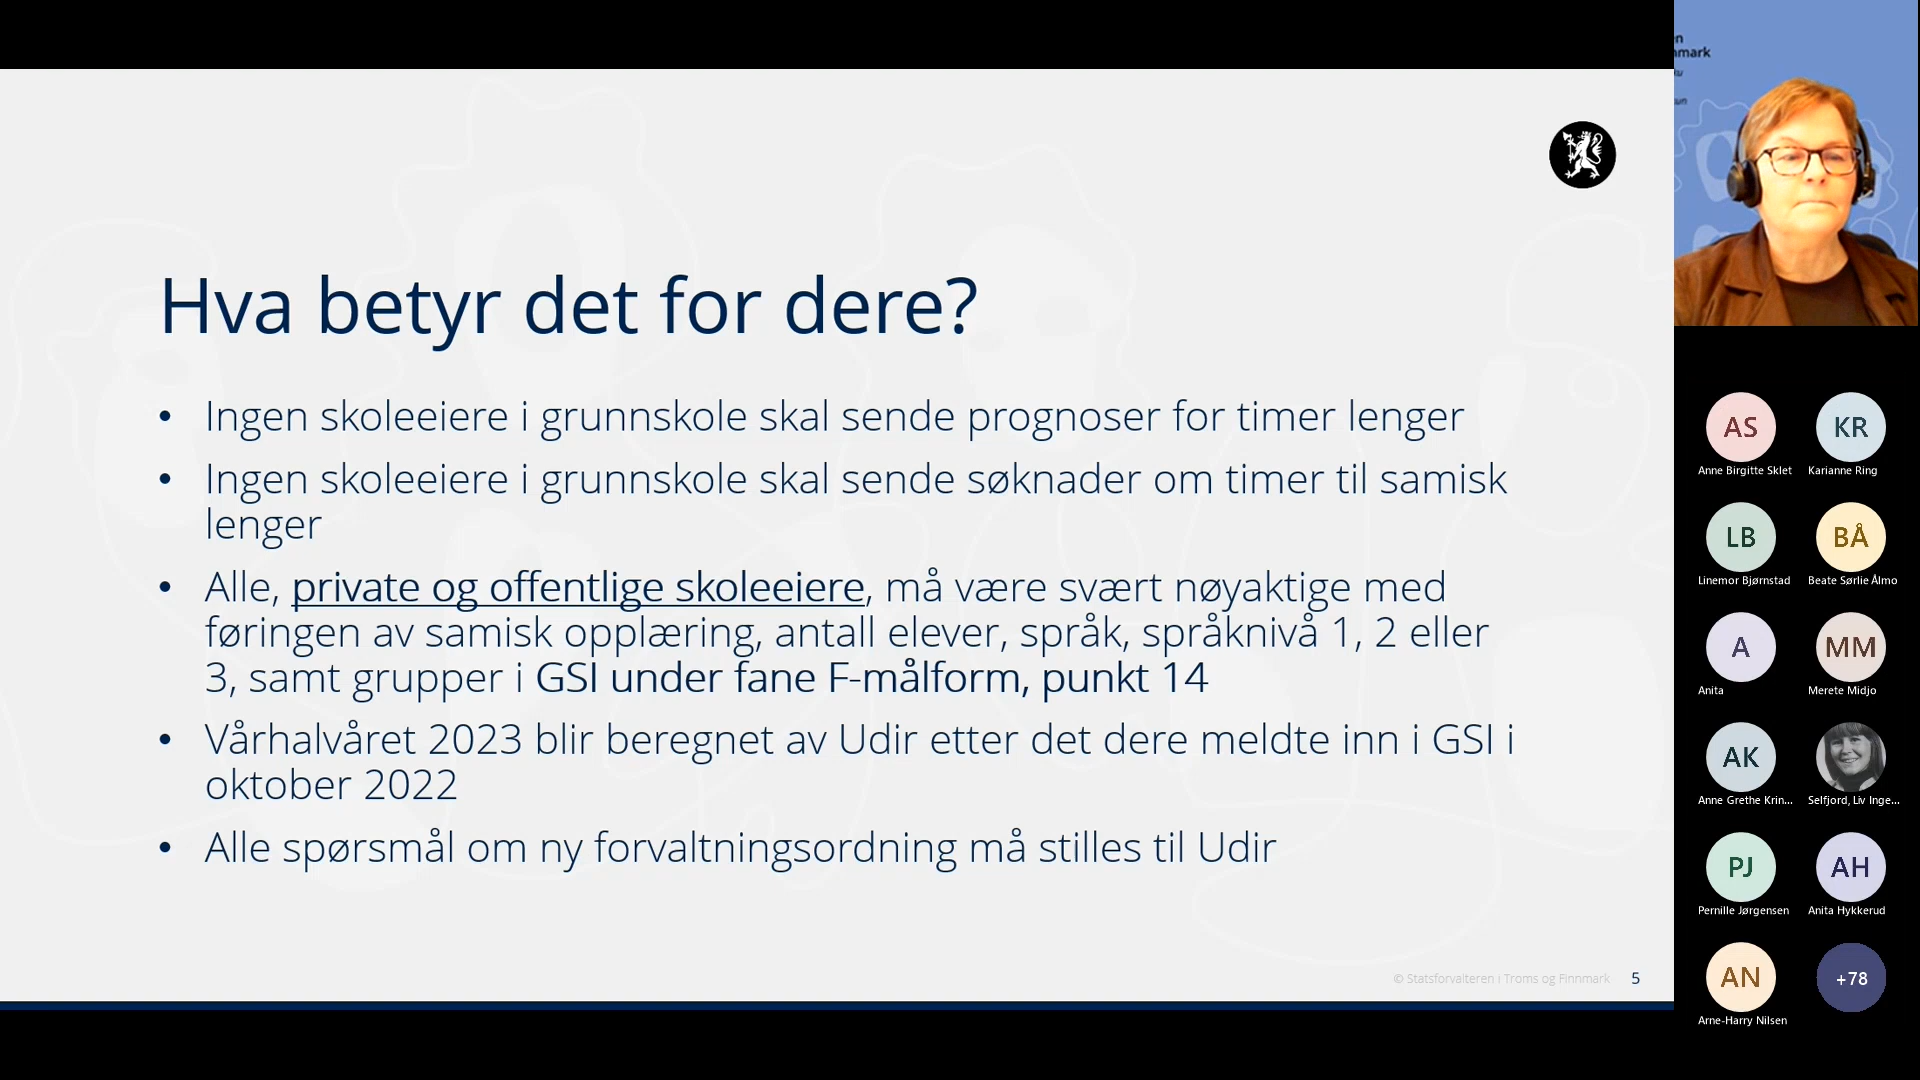 Hva betyr det for dere?
• Ingen skoleeiere i grunnskole skal sende prognoser for timer lenger
• Ingen skoleeiere i grunnskole skal sende søknader om timer til samisk
lenger
• Alle, private og offentlige skoleeiere, må være svært nøyaktige med
føringen av samisk opplæring, antall elever, språk, språknivå 1, 2 eller
3, samt grupper i GSI under fane F-målform, punkt 14
• Vårhalvåret 2023 blir beregnet av Udir etter det dere meldte inn i GSI i
oktober 2022
• Alle spørsmål om ny forvaltningsordning må stilles til Udir
© Statsforvalteren i Troms og Finnmark 5
nmark
AS KR
Anne Birgitte Sklet Karianne Ring
LB BÅ
Linemor Bjørnstad Beate Sørlie Ålmo
A MM
Anita Merete Midjo
AK
Anne Grethe Krin... Selfjord, Liv Inge...
PJ AH
Pernille Jørgensen Anita Hykkerud
AN +78
Arne-Harry Nilsen